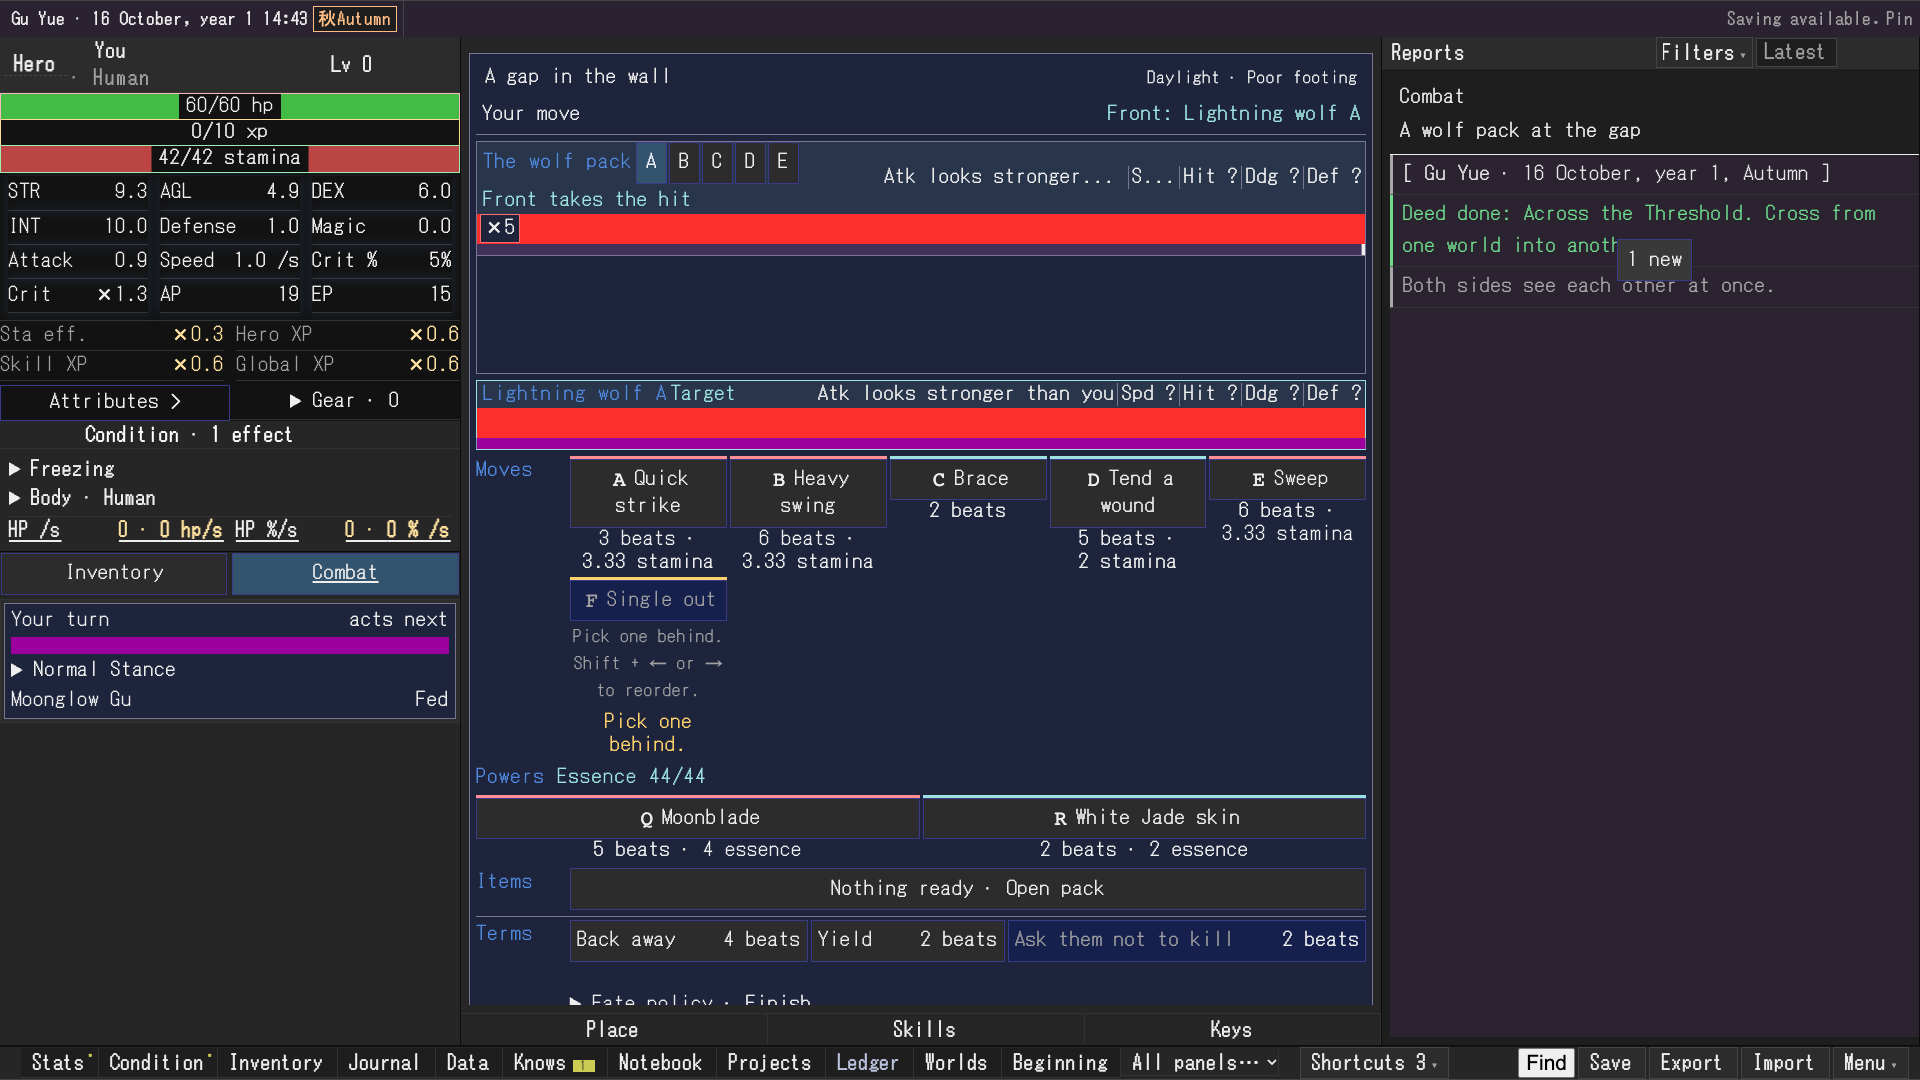 Gu Yue · 16 October, year 1 14:43 秋Autumn
Saving available. Pin
Hero · You Human Lv 0
60/60 hp
0/10 xp
42/42 stamina
STR 9.3 AGL 4.9 DEX 6.0
INT 10.0 Defense 1.0 Magic 0.0
Attack 0.9 Speed 1.0 /s Crit % 5%
Crit ×1.3 AP 19 EP 15
Sta eff. ×0.3 Hero XP ×0.6
Skill XP ×0.6 Global XP ×0.6
Attributes > ▶ Gear · 0
Condition · 1 effect
▶ Freezing
▶ Body · Human
HP /s 0 · 0 hp/s HP %/s 0 · 0 % /s
Inventory Combat
Your turn acts next
▶ Normal Stance
Moonglow Gu Fed
A gap in the wall Daylight · Poor footing
Your move Front: Lightning wolf A
The wolf pack A B C D E Atk looks stronger... S... Hit ? Ddg ? Def ?
Front takes the hit
×5
Lightning wolf A Target Atk looks stronger than you Spd ? Hit ? Ddg ? Def ?
Moves
A Quick strike
3 beats · 3.33 stamina
B Heavy swing
6 beats · 3.33 stamina
C Brace
2 beats
D Tend a wound
5 beats · 2 stamina
E Sweep
6 beats · 3.33 stamina
F Single out
Pick one behind.
Shift + ← or →
to reorder.
Pick one
behind.
Powers Essence 44/44
Q Moonblade
5 beats · 4 essence
R White Jade skin
2 beats · 2 essence
Items Nothing ready · Open pack
Terms Back away 4 beats Yield 2 beats Ask them not to kill 2 beats
▶ Fate policy · Finish
Place Skills Keys
Reports Filters Latest
Combat
A wolf pack at the gap
[ Gu Yue · 16 October, year 1, Autumn ]
Deed done: Across the Threshold. Cross from
one world into
1 new
Both sides see each other at once.
Stats Condition Inventory Journal Data Knows 1 Notebook Projects Ledger Worlds Beginning All panels… Shortcuts 3 Find Save Export Import Menu